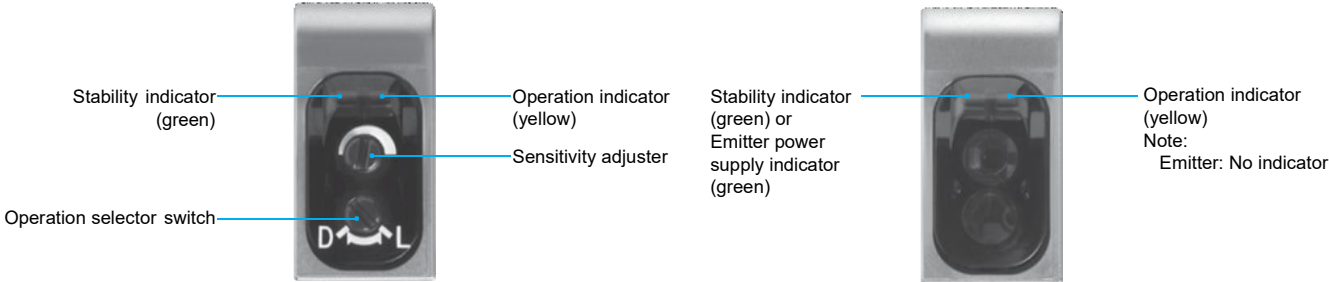 Stability indicator
(green)
Operation selector switch
Operation indicator
(yellow)
Sensitivity adjuster
D L
Stability indicator
(green) or
Emitter power
supply indicator
(green)
Operation indicator
(yellow)
Note:
Emitter: No indicator